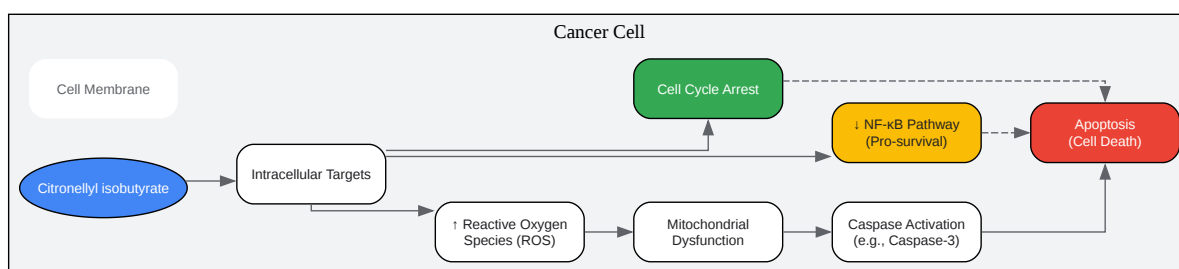 Cancer Cell
Cell Membrane
Cell Cycle Arrest
↓ NF-κB Pathway
(Pro-survival)
Apoptosis
(Cell Death)
Citronellyl isobutyrate
Intracellular Targets
↑ Reactive Oxygen
Species (ROS)
Mitochondrial
Dysfunction
Caspase Activation
(e.g., Caspase-3)